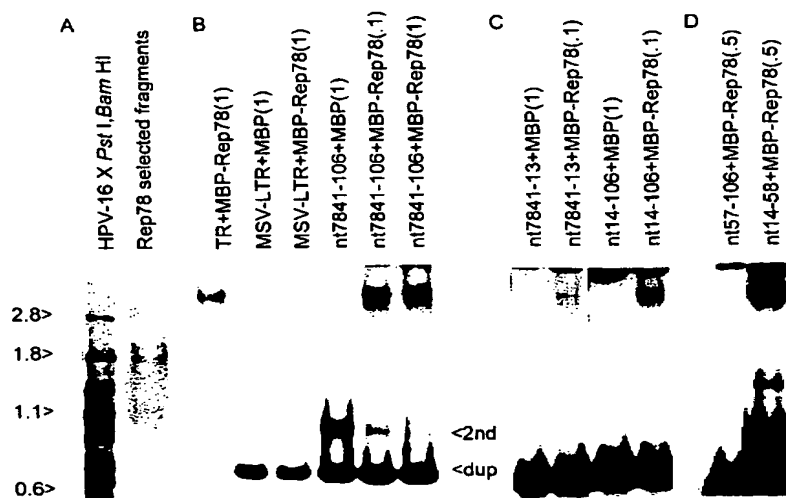 A
HPV-16 X Pst I,Bam HI
Rep78 selected fragments
2.8>
1.8>
1.1>
0.6>
B
TR+MBP-Rep78(1)
MSV-LTR+MBP(1)
MSV-LTR+MBP-Rep78(1)
nt7841-106+MBP(1)
nt7841-106+MBP-Rep78(.1)
nt7841-106+MBP-Rep78(1)
<2nd
<dup
C
nt7841-13+MBP(1)
nt7841-13+MBP-Rep78(.1)
nt14-106+MBP(1)
nt14-106+MBP-Rep78(.1)
D
nt57-106+MBP-Rep78(.5)
nt14-58+MBP-Rep78(.5)